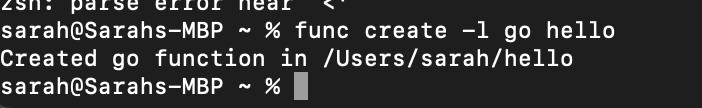 zsh: parse error near `<'
sarah@Sarahs-MBP ~ % func create -l go hello
Created go function in /Users/sarah/hello
sarah@Sarahs-MBP ~ %